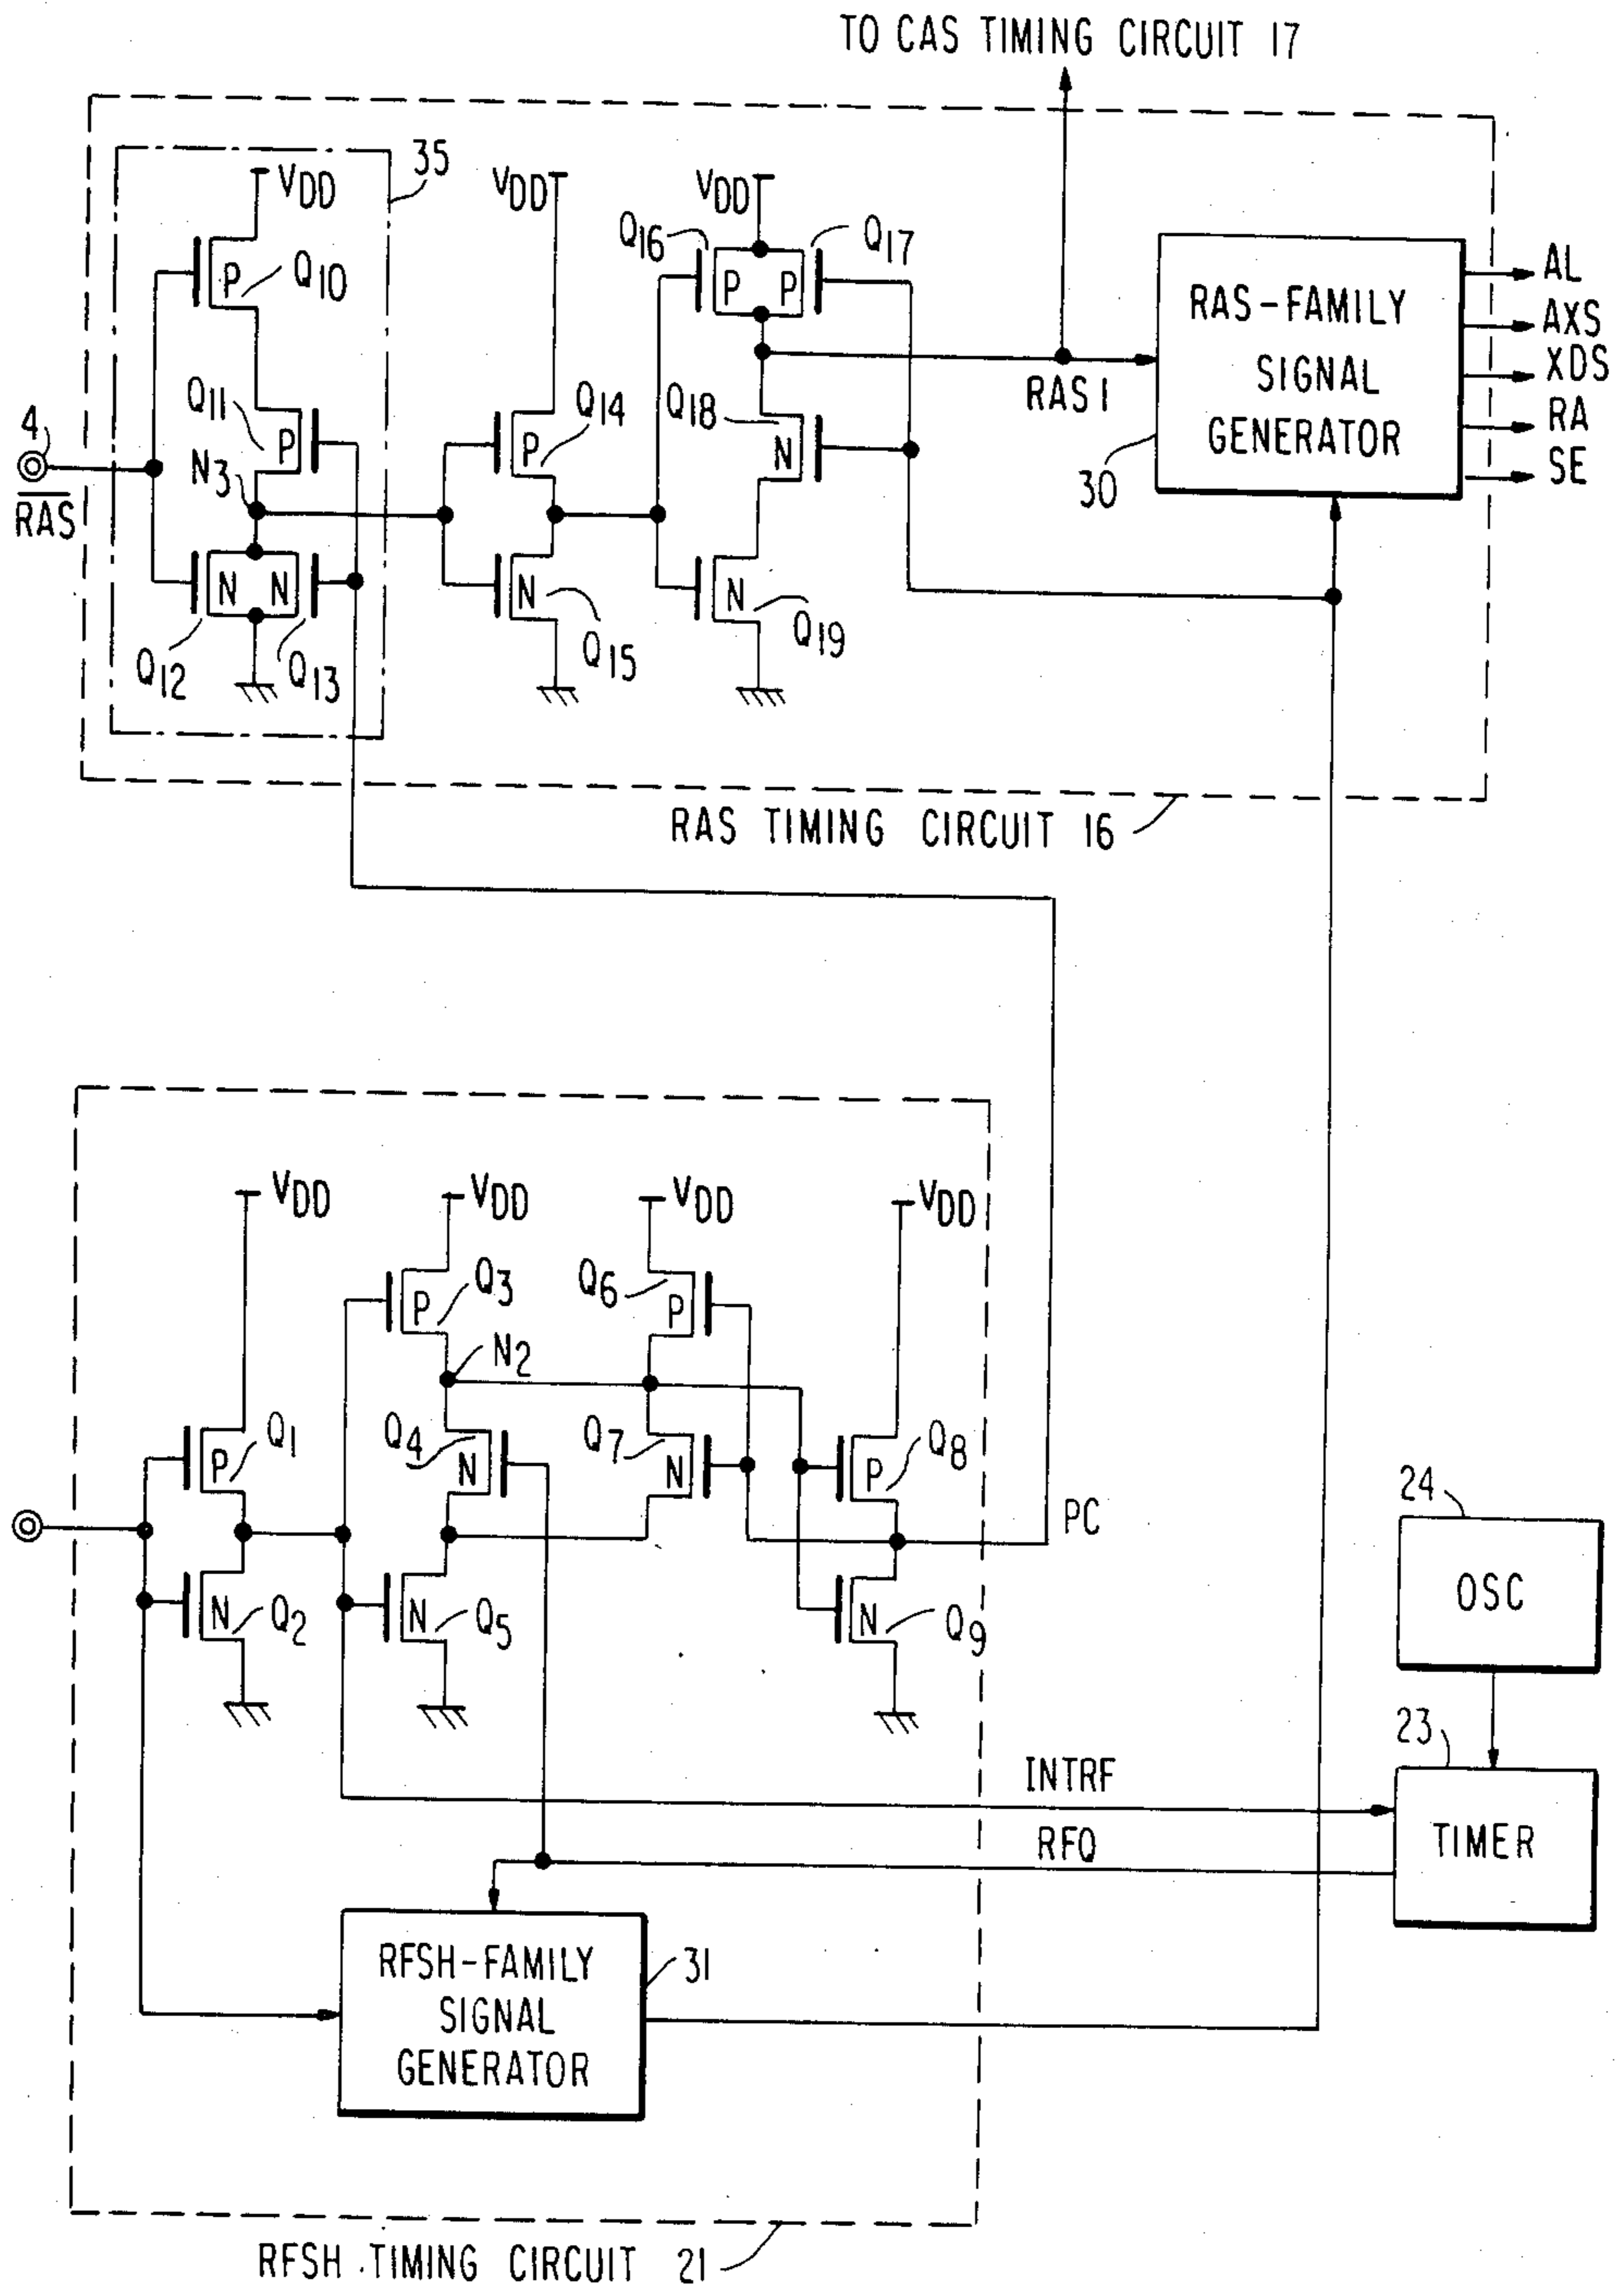 TO CAS TIMING CIRCUIT 17
35
VDD
VDD
VDD
Q16
Q17
P
Q10
P
P
RAS-FAMILY
SIGNAL
GENERATOR
AL
AXS
XDS
RA
SE
Q11
P
Q14
P
Q18
N
RAS1
30
4
RAS
N3
N
N
N
N
Q12
Q13
Q15
Q19
RAS TIMING CIRCUIT 16
VDD
VDD
VDD
VDD
Q3
P
Q6
P
N2
Q1
P
Q4
N
Q7
N
Q8
P
PC
24
OSC
N
Q2
N
Q5
N
Q9
23
INTRF
TIMER
RFQ
RFSH-FAMILY
SIGNAL
GENERATOR
31
RFSH TIMING CIRCUIT 21